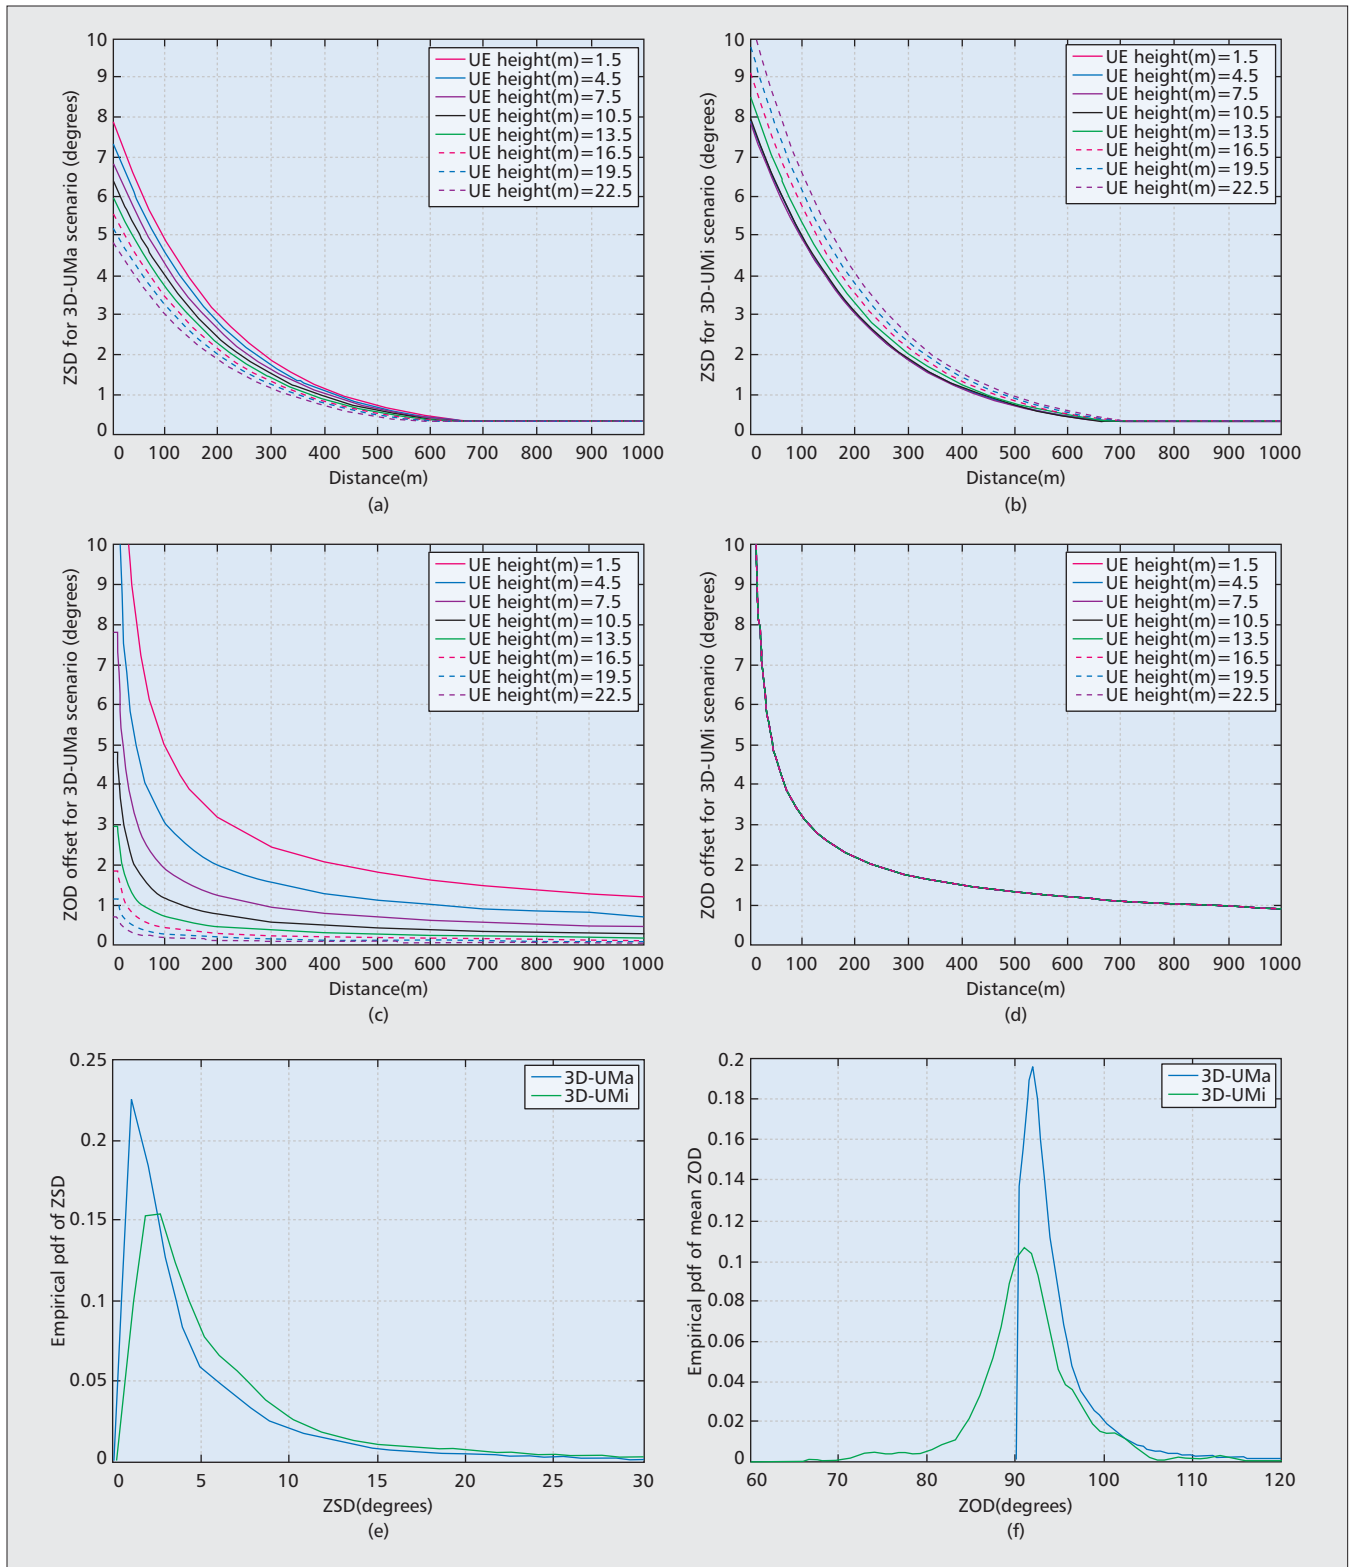 10
9
8
7
6
5
4
3
2
1
0
ZSD for 3D-UMa scenario (degrees)
UE height(m)=1.5
UE height(m)=4.5
UE height(m)=7.5
UE height(m)=10.5
UE height(m)=13.5
UE height(m)=16.5
UE height(m)=19.5
UE height(m)=22.5
0 100 200 300 400 500 600 700 800 900 1000
Distance(m)
(a)
10
9
8
7
6
5
4
3
2
1
0
ZSD for 3D-UMi scenario (degrees)
UE height(m)=1.5
UE height(m)=4.5
UE height(m)=7.5
UE height(m)=10.5
UE height(m)=13.5
UE height(m)=16.5
UE height(m)=19.5
UE height(m)=22.5
0 100 200 300 400 500 600 700 800 900 1000
Distance(m)
(b)
10
9
8
7
6
5
4
3
2
1
0
ZOD offset for 3D-UMa scenario (degrees)
UE height(m)=1.5
UE height(m)=4.5
UE height(m)=7.5
UE height(m)=10.5
UE height(m)=13.5
UE height(m)=16.5
UE height(m)=19.5
UE height(m)=22.5
0 100 200 300 400 500 600 700 800 900 1000
Distance(m)
(c)
10
9
8
7
6
5
4
3
2
1
0
ZOD offset for 3D-UMi scenario (degrees)
UE height(m)=1.5
UE height(m)=4.5
UE height(m)=7.5
UE height(m)=10.5
UE height(m)=13.5
UE height(m)=16.5
UE height(m)=19.5
UE height(m)=22.5
0 100 200 300 400 500 600 700 800 900 1000
Distance(m)
(d)
0.25
0.2
0.15
0.1
0.05
0
Empirical pdf of ZSD
3D-UMa
3D-UMi
0 5 10 15 20 25 30
ZSD(degrees)
(e)
0.2
0.18
0.16
0.14
0.12
0.1
0.08
0.06
0.04
0.02
0
Empirical pdf of mean ZOD
3D-UMa
3D-UMi
60 70 80 90 100 110 120
ZOD(degrees)
(f)